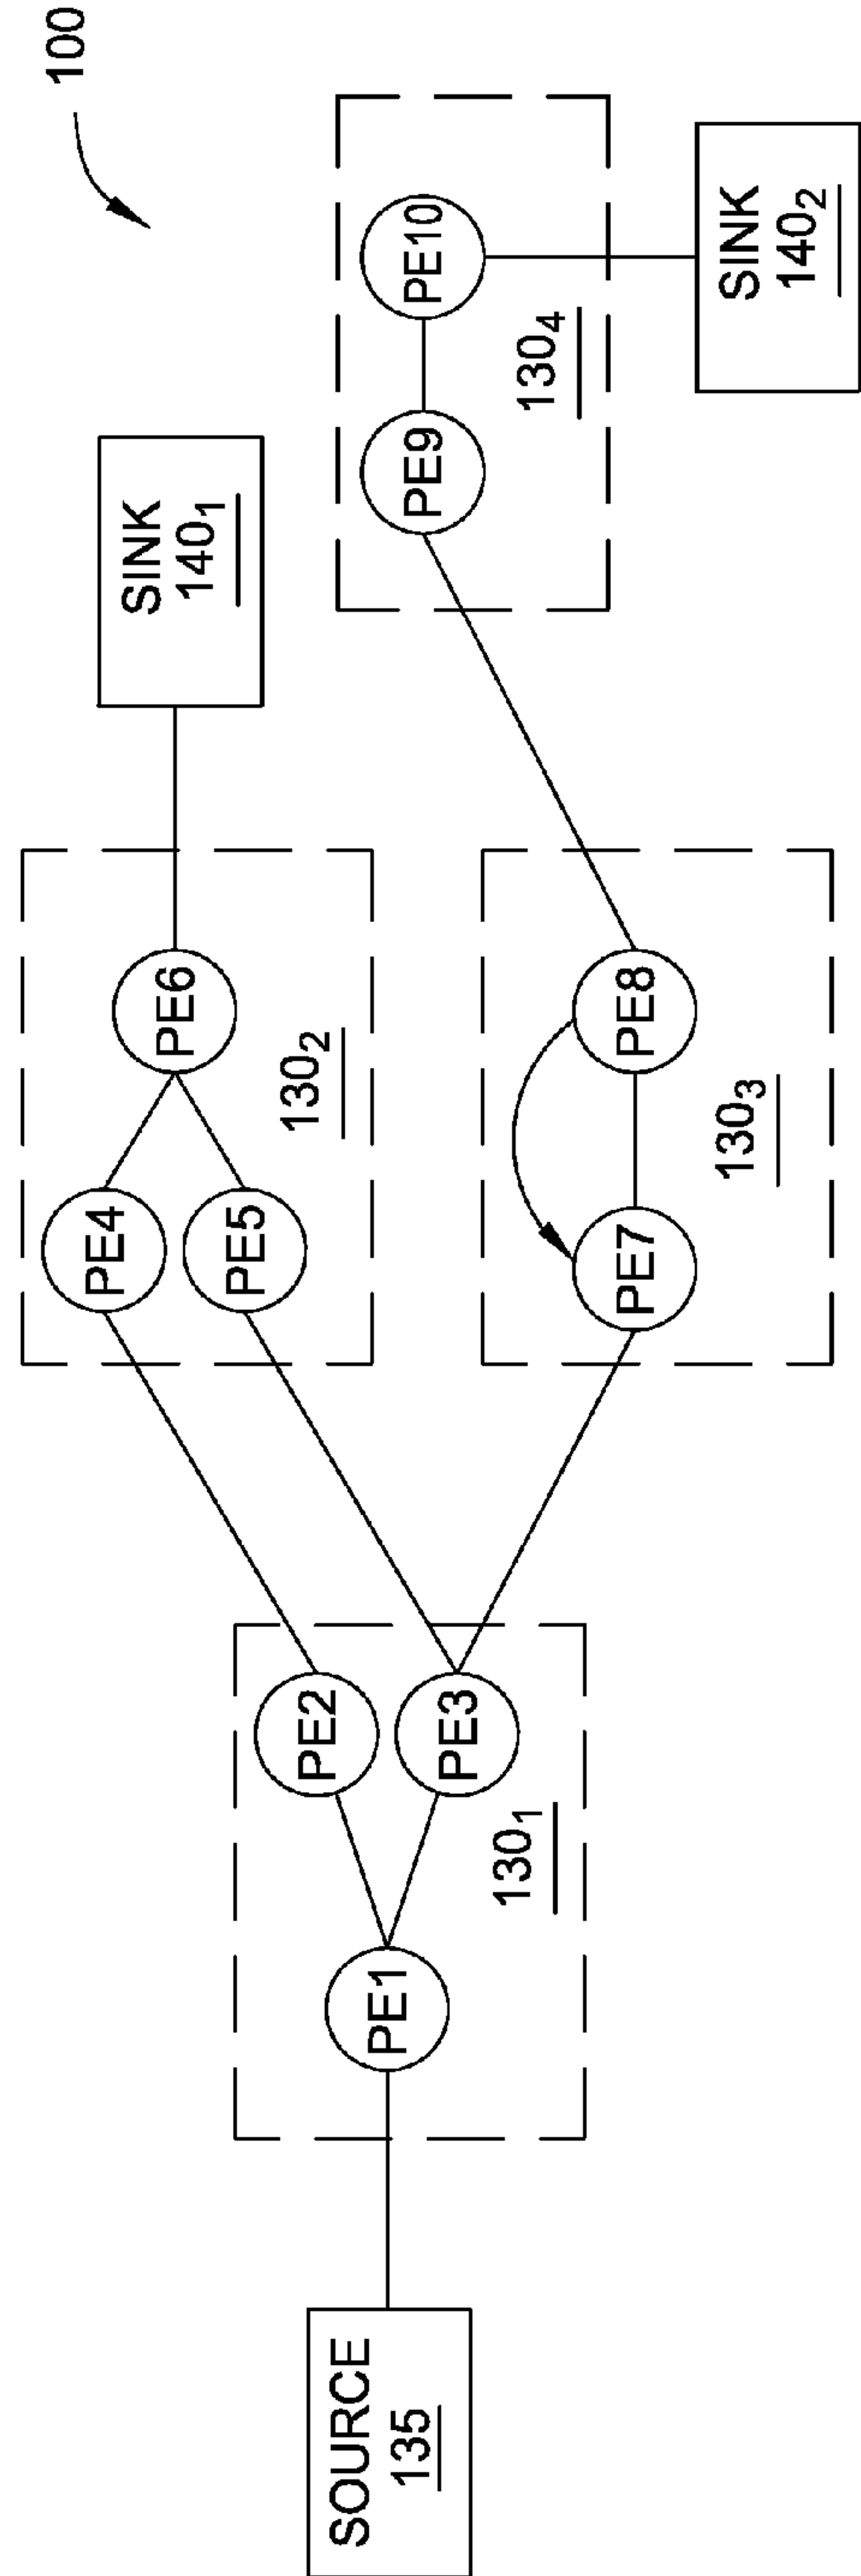 100
SOURCE
135
PE1
PE2
PE3
130₁
PE4
PE5
PE6
130₂
SINK
140₁
PE7
PE8
130₃
PE9
PE10
130₄
SINK
140₂